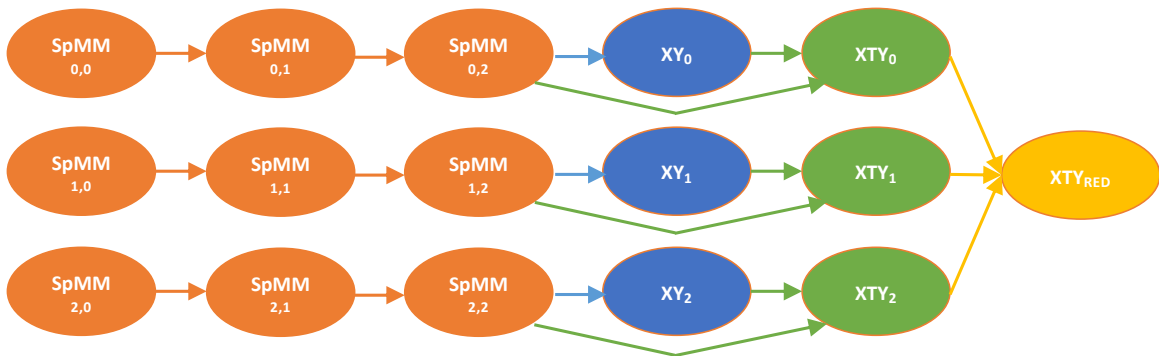 SpMM
0,0
SpMM
0,1
SpMM
0,2
XY0
XTY0
SpMM
1,0
SpMM
1,1
SpMM
1,2
XY1
XTY1
XTYRED
SpMM
2,0
SpMM
2,1
SpMM
2,2
XY2
XTY2